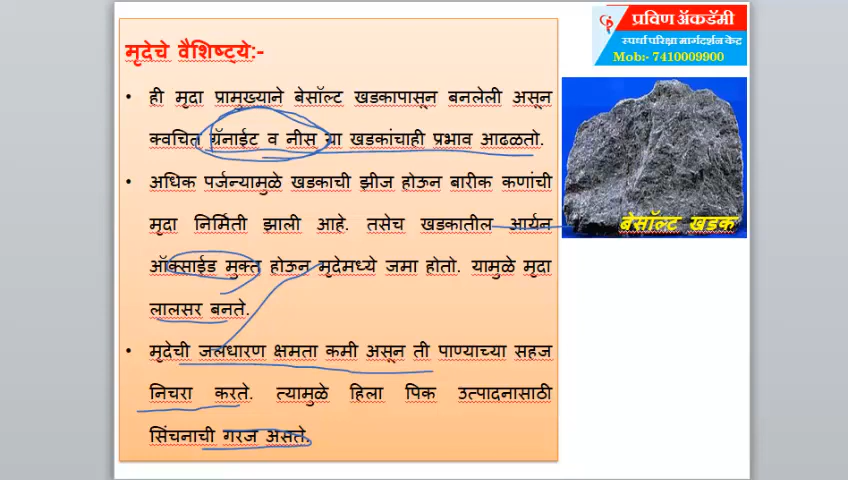 प्रविण ॲकडॅमी
स्पर्धा परिक्षा मार्गदर्शन केंद्र
Mob:- 7410009900
मृदेचे वैशिष्ट्ये:-
• ही मृदा प्रामुख्याने बेसॉल्ट खडकापासून बनलेली असून
क्वचित ग्रॅनाईट व नीस या खडकांचाही प्रभाव आढळतो.
• अधिक पर्जन्यामुळे खडकाची झीज होऊन बारीक कणांची
मृदा निर्मिती झाली आहे. तसेच खडकातील आर्यन
ऑक्साईड मुक्त होऊन मृदेमध्ये जमा होतो. यामुळे मृदा
लालसर बनते.
• मृदेची जलधारण क्षमता कमी असून ती पाण्याच्या सहज
निचरा करते. त्यामुळे हिला पिक उत्पादनासाठी
सिंचनाची गरज असते.
बेसॉल्ट खडक